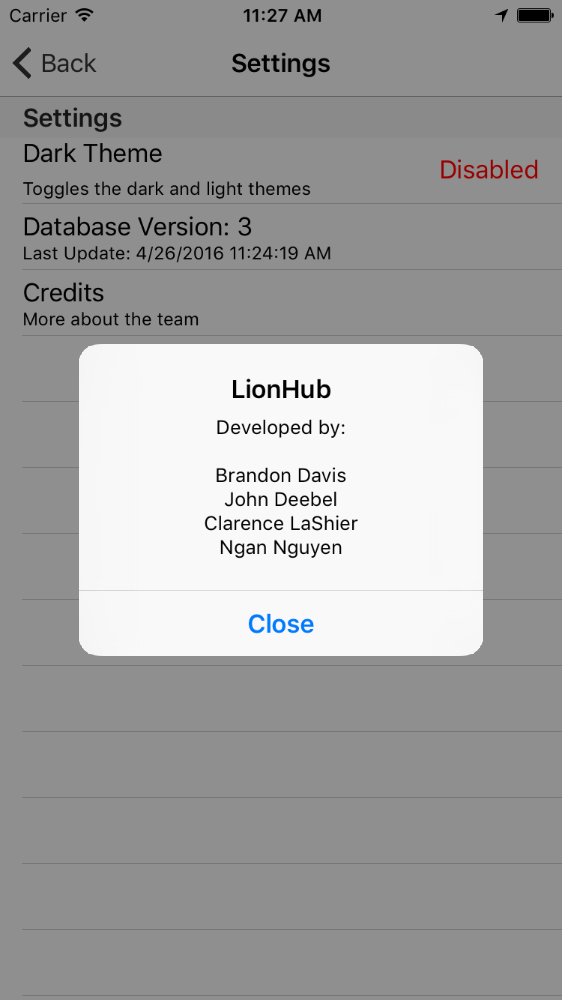 Carrier 11:27 AM
Back Settings
Settings
Dark Theme
Disabled
Toggles the dark and light themes
Database Version: 3
Last Update: 4/26/2016 11:24:19 AM
Credits
More about the team
LionHub
Developed by:
Brandon Davis
John Deebel
Clarence LaShier
Ngan Nguyen
Close